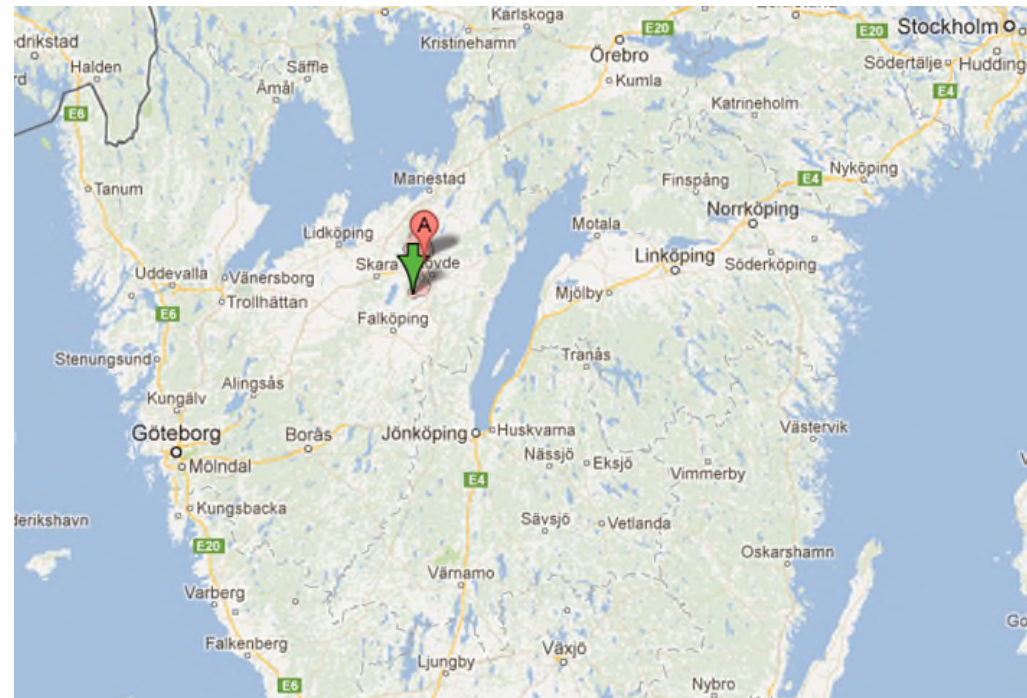 Karlskoga
E20
E20
Stockholm
drikstad
Kristinehamn
Örebro
Halden
Säffle
Södertälje
Hudding
Åmål
Kumla
E4
E6
Katrineholm
Tanum
Mariestad
Finspång
E4
Nyköping
Norrköping
Lidköping
A
Motala
Skara
övde
Linköping
Söderköping
Uddevalla
Vänersborg
Trollhättan
Mjölby
E6
Falköping
Stenungsund
Tranås
Alingsås
Kungälv
Göteborg
Borås
Jönköping
Huskvarna
Västervik
Mölndal
Nässjö
Eksjö
Vimmerby
E4
Kungsbacka
derikshavn
Sävsjö
Vetlanda
E20
Oskarshamn
Värnamo
Varberg
Falkenberg
Växjö
Go
Ljungby
E6
Nybro